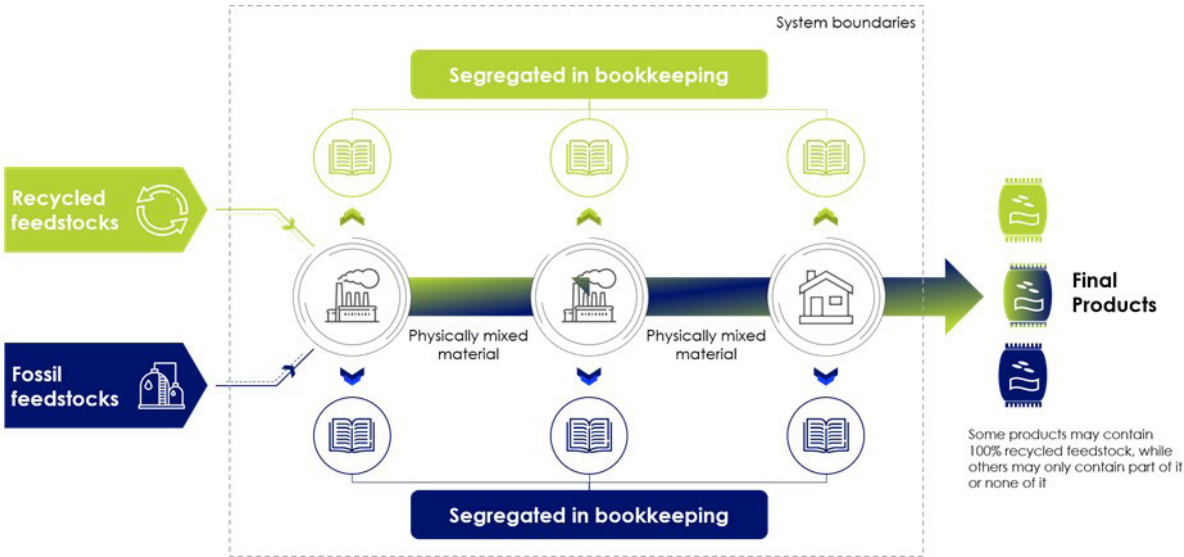 System boundaries
Segregated in bookkeeping
Recycled
feedstocks
Physically mixed
material
Physically mixed
material
Final
Products
Fossil
feedstocks
Some products may contain
100% recycled feedstock, while
others may only contain part of it
or none of it
Segregated in bookkeeping